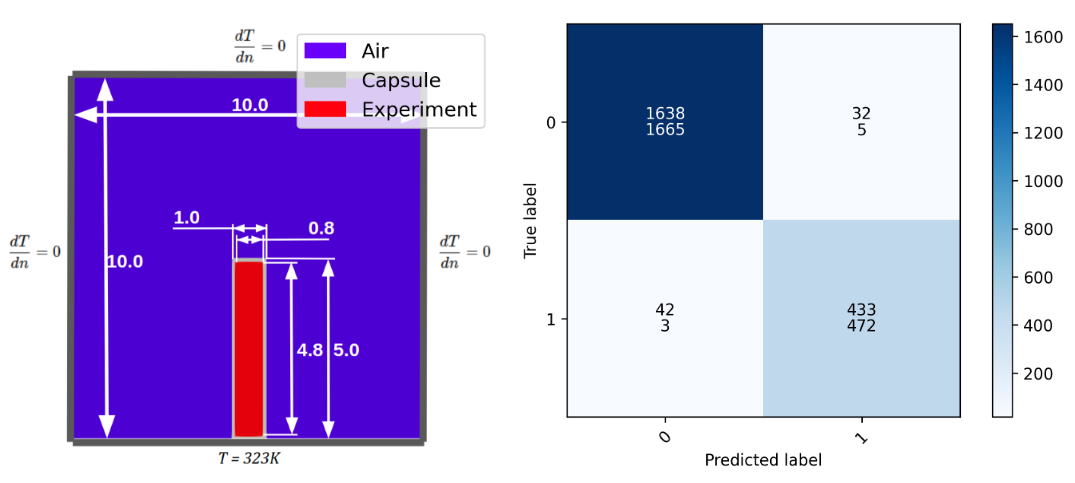 dT/dn = 0
Air
Capsule
Experiment
10.0
1.0
0.8
dT/dn = 0
10.0
dT/dn = 0
4.8
5.0
T = 323K
True label
0
1638
1665
32
5
1
42
3
433
472
0
1
Predicted label
1600
1400
1200
1000
800
600
400
200